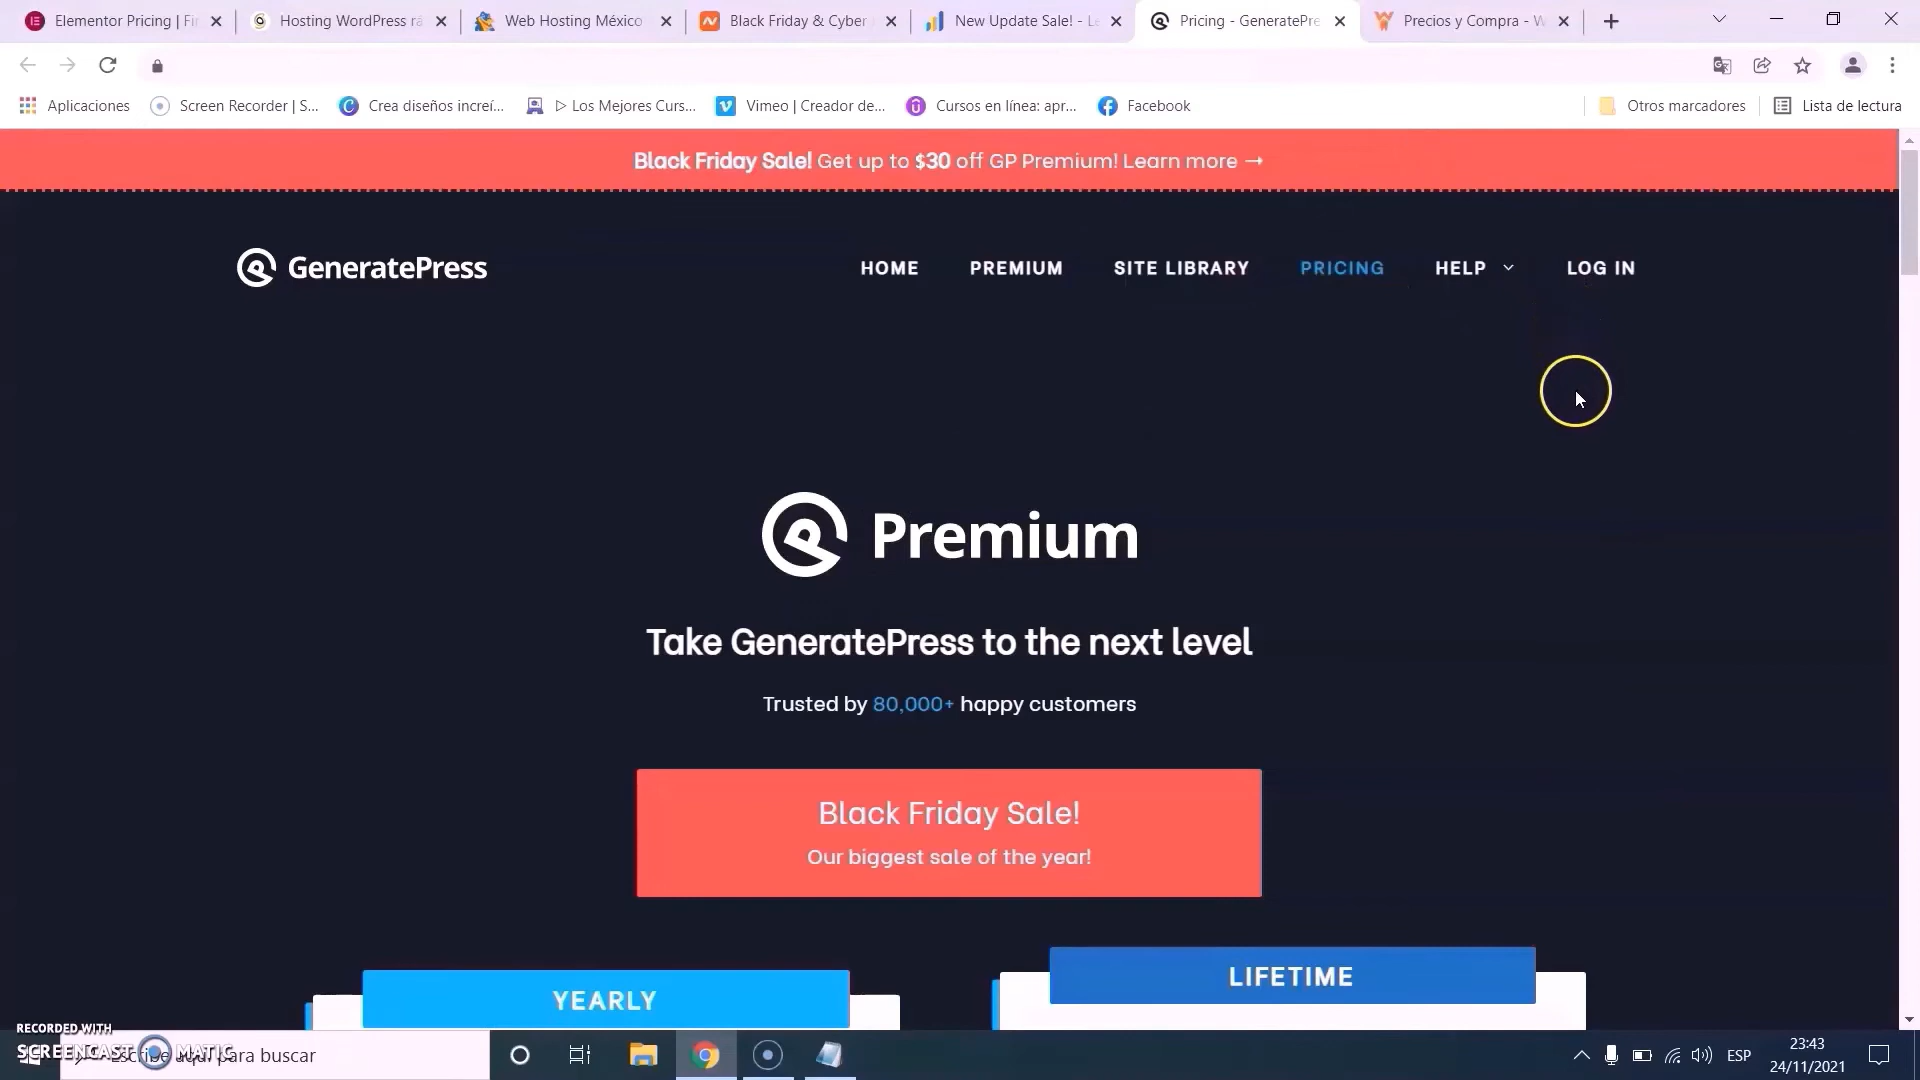 Elementor Pricing | Fir
Hosting WordPress rá
Web Hosting México
Black Friday & Cyber
New Update Sale! - Le
Pricing - GeneratePre
Precios y Compra - W
Aplicaciones
Screen Recorder | S...
Crea diseños increí...
▷ Los Mejores Curs...
Vimeo | Creador de...
Cursos en línea: apr...
Facebook
Otros marcadores
Lista de lectura
Black Friday Sale! Get up to $30 off GP Premium! Learn more →
GeneratePress
HOME
PREMIUM
SITE LIBRARY
PRICING
HELP
LOG IN
Premium
Take GeneratePress to the next level
Trusted by 80,000+ happy customers
Black Friday Sale!
Our biggest sale of the year!
YEARLY
LIFETIME
RECORDED WITH
SCREENCAST MATIC
Escribe aquí para buscar
ESP
23:43
24/11/2021